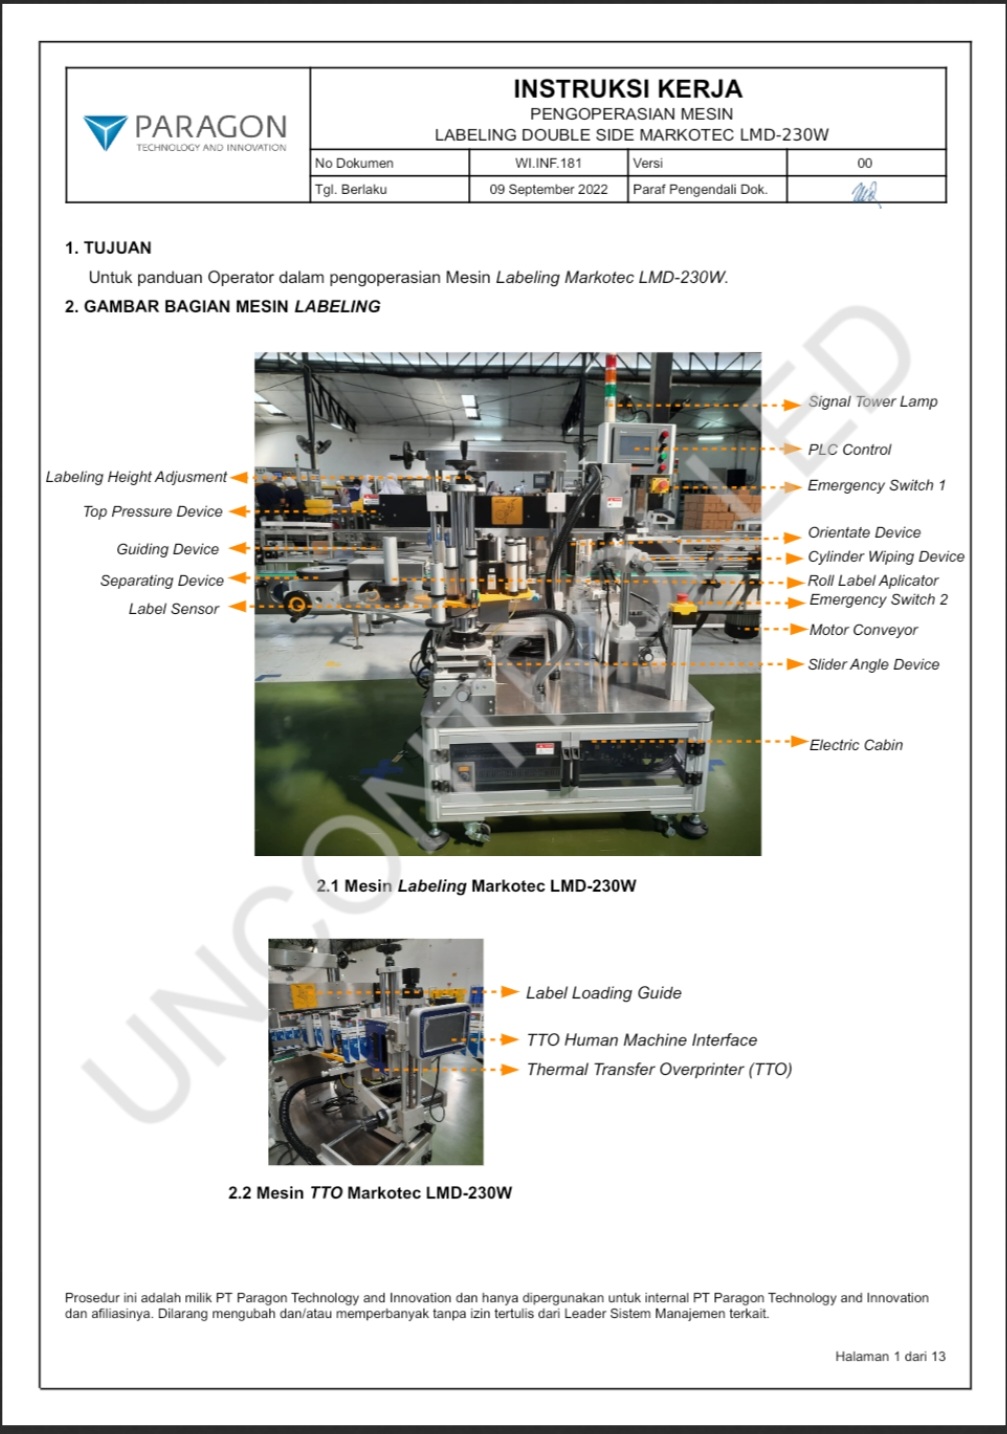 PARAGON
TECHNOLOGY AND INNOVATION
INSTRUKSI KERJA
PENGOPERASIAN MESIN
LABELING DOUBLE SIDE MARKOTEC LMD-230W
No Dokumen WI.INF.181 Versi 00
Tgl. Berlaku 09 September 2022 Paraf Pengendali Dok.
1. TUJUAN
Untuk panduan Operator dalam pengoperasian Mesin Labeling Markotec LMD-230W.
2. GAMBAR BAGIAN MESIN LABELING
Labeling Height Adjusment
Top Pressure Device
Guiding Device
Separating Device
Label Sensor
Signal Tower Lamp
PLC Control
Emergency Switch 1
Orientate Device
Cylinder Wiping Device
Roll Label Aplicator
Emergency Switch 2
Motor Conveyor
Slider Angle Device
Electric Cabin
2.1 Mesin Labeling Markotec LMD-230W
Label Loading Guide
TTO Human Machine Interface
Thermal Transfer Overprinter (TTO)
2.2 Mesin TTO Markotec LMD-230W
UNCONTROLLED
Prosedur ini adalah milik PT Paragon Technology and Innovation dan hanya dipergunakan untuk internal PT Paragon Technology and Innovation
dan afiliasinya. Dilarang mengubah dan/atau memperbanyak tanpa izin tertulis dari Leader Sistem Manajemen terkait.
Halaman 1 dari 13